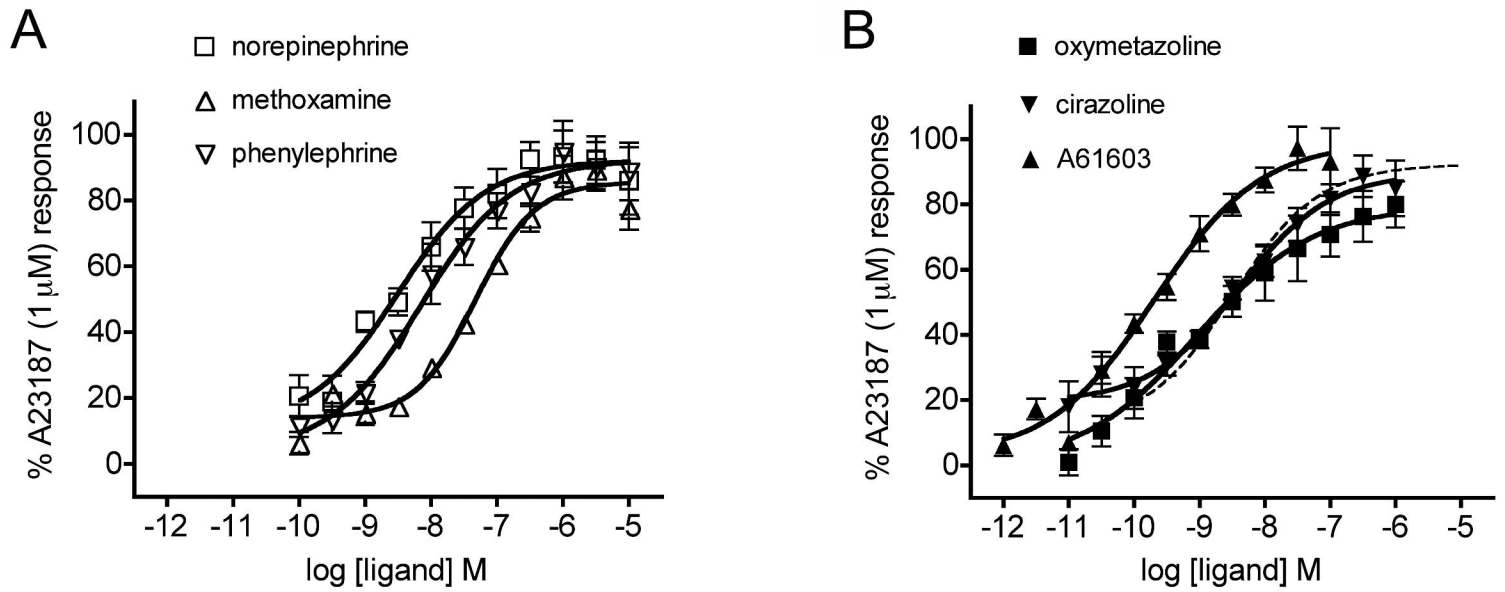 A
norepinephrine
methoxamine
phenylephrine
% A23187 (1 μM) response
100
80
60
40
20
0
-12 -11 -10 -9 -8 -7 -6 -5
log [ligand] M
B
oxymetazoline
cirazoline
A61603
% A23187 (1 μM) response
100
80
60
40
20
0
-12 -11 -10 -9 -8 -7 -6 -5
log [ligand] M